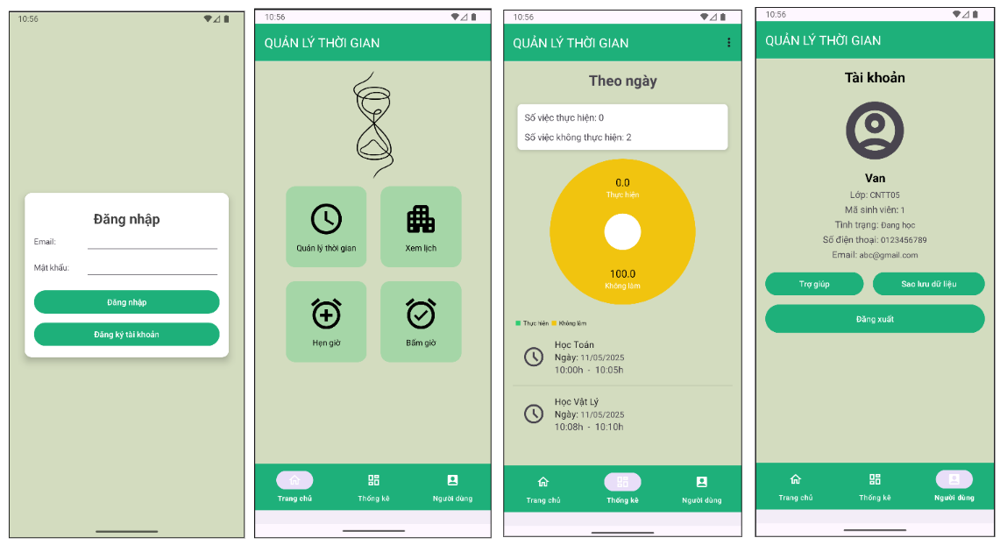 10:56
Đăng nhập
Email:
Mật khẩu:
Đăng nhập
Đăng ký tài khoản
10:56
QUẢN LÝ THỜI GIAN
Quản lý thời gian
Xem lịch
Hẹn giờ
Bấm giờ
Trang chủ
Thống kê
Người dùng
10:56
QUẢN LÝ THỜI GIAN
Theo ngày
Số việc thực hiện: 0
Số việc không thực hiện: 2
0.0
Thực hiện
100.0
Không làm
Thực hiện Không làm
Học Toán
Ngày: 11/05/2025
10:00h - 10:05h
Học Vật Lý
Ngày: 11/05/2025
10:08h - 10:10h
Trang chủ
Thống kê
Người dùng
10:56
QUẢN LÝ THỜI GIAN
Tài khoản
Van
Lớp: CNTT05
Mã sinh viên: 1
Tình trạng: Đang học
Số điện thoại: 0123456789
Email: abc@gmail.com
Trợ giúp
Sao lưu dữ liệu
Đăng xuất
Trang chủ
Thống kê
Người dùng